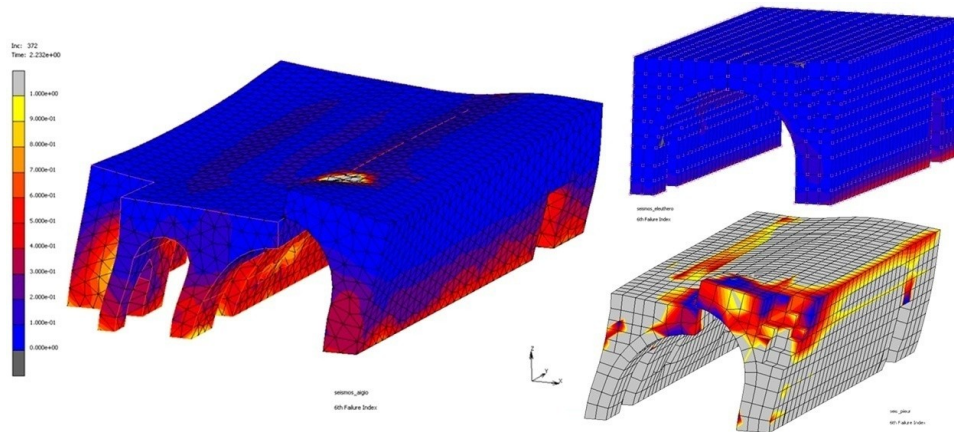 Inc: 372
Time: 2.232e+00
1.000e+00
9.000e-01
8.000e-01
7.000e-01
6.000e-01
5.000e-01
4.000e-01
3.000e-01
2.000e-01
1.000e-01
0.000e+00
seismos_aigio
6th Failure Index
z
y
x
seismos_eleuthero
6th Failure Index
6th Failure Index